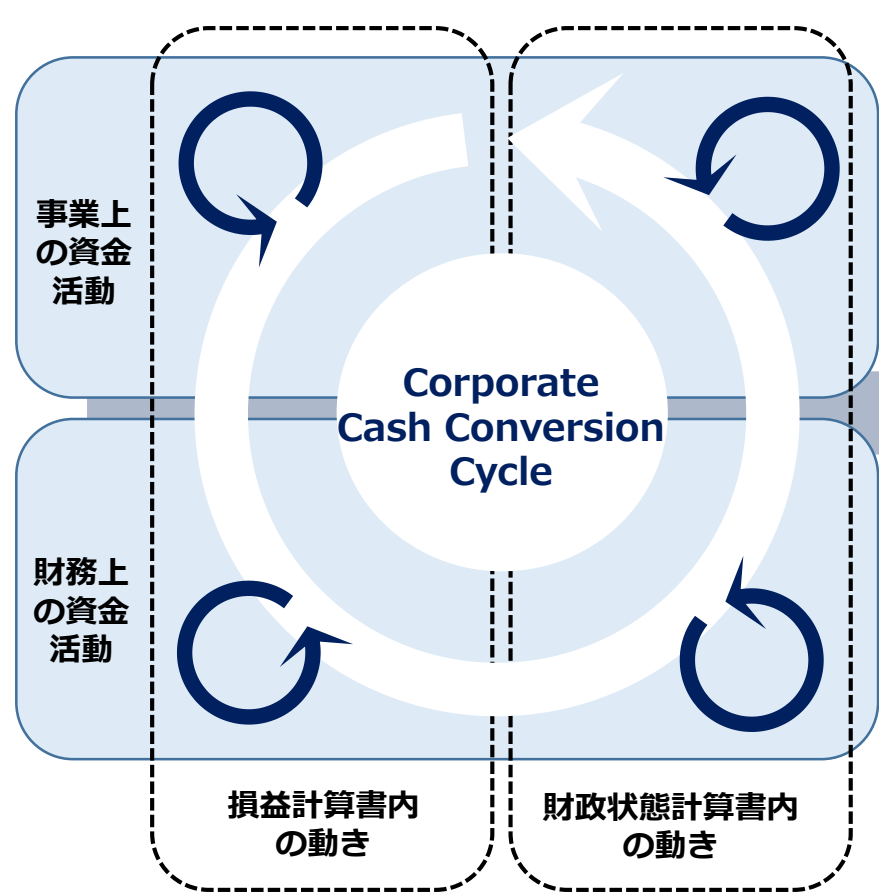 事業上
の資金
活動
Corporate
Cash Conversion
Cycle
財務上
の資金
活動
損益計算書内
の動き
財政状態計算書内
の動き